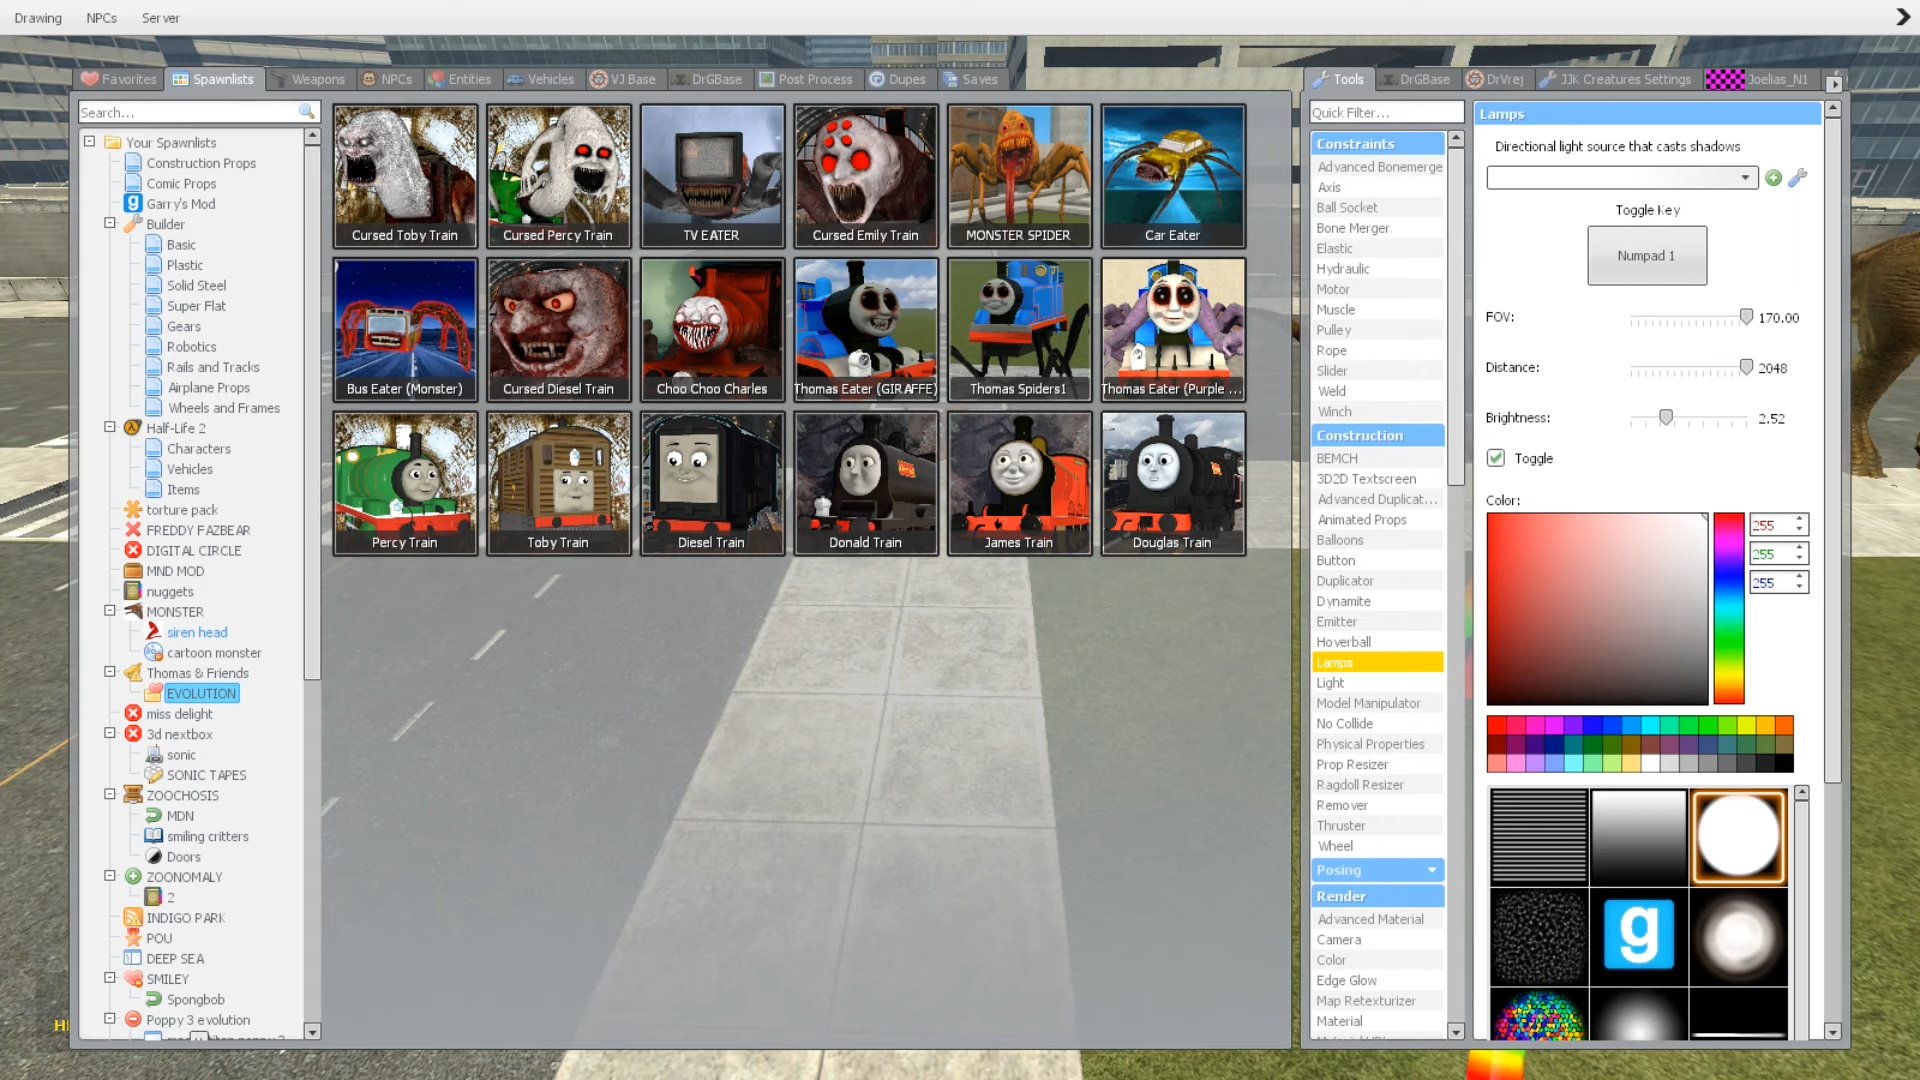 Drawing NPCs Server
Favorites Spawnlists Weapons NPCs Entities Vehicles VJ Base DrGBase Post Process Dupes Saves
Search...
Your Spawnlists
Construction Props
Comic Props
Garry's Mod
Builder
Basic
Plastic
Solid Steel
Super Flat
Gears
Robotics
Rails and Tracks
Airplane Props
Wheels and Frames
Half-Life 2
Characters
Vehicles
Items
torture pack
FREDDY FAZBEAR
DIGITAL CIRCLE
MND MOD
nuggets
MONSTER
siren head
cartoon monster
Thomas & Friends
EVOLUTION
miss delight
3d nextbox
sonic
SONIC TAPES
ZOOCHOSIS
MDN
smiling critters
Doors
ZOONOMALY
2
INDIGO PARK
POU
DEEP SEA
SMILEY
Spongbob
Poppy 3 evolution
Cursed Toby Train Cursed Percy Train TV EATER Cursed Emily Train MONSTER SPIDER Car Eater
Bus Eater (Monster) Cursed Diesel Train Choo Choo Charles Thomas Eater (GIRAFFE) Thomas Spiders1 Thomas Eater (Purple ...
Percy Train Toby Train Diesel Train Donald Train James Train Douglas Train
Tools DrGBase DrVrej JJK Creatures Settings Joelias_N1
Quick Filter...
Constraints
Advanced Bonemerge
Axis
Ball Socket
Bone Merger
Elastic
Hydraulic
Motor
Muscle
Pulley
Rope
Slider
Weld
Winch
Construction
BEMCH
3D2D Textscreen
Advanced Duplicat...
Animated Props
Balloons
Button
Duplicator
Dynamite
Emitter
Hoverball
Lamps
Light
Model Manipulator
No Collide
Physical Properties
Prop Resizer
Ragdoll Resizer
Remover
Thruster
Wheel
Posing
Render
Advanced Material
Camera
Color
Edge Glow
Map Retexturizer
Material
Lamps
Directional light source that casts shadows
Toggle Key
Numpad 1
FOV: 170.00
Distance: 2048
Brightness: 2.52
Toggle
Color:
255
255
255
g